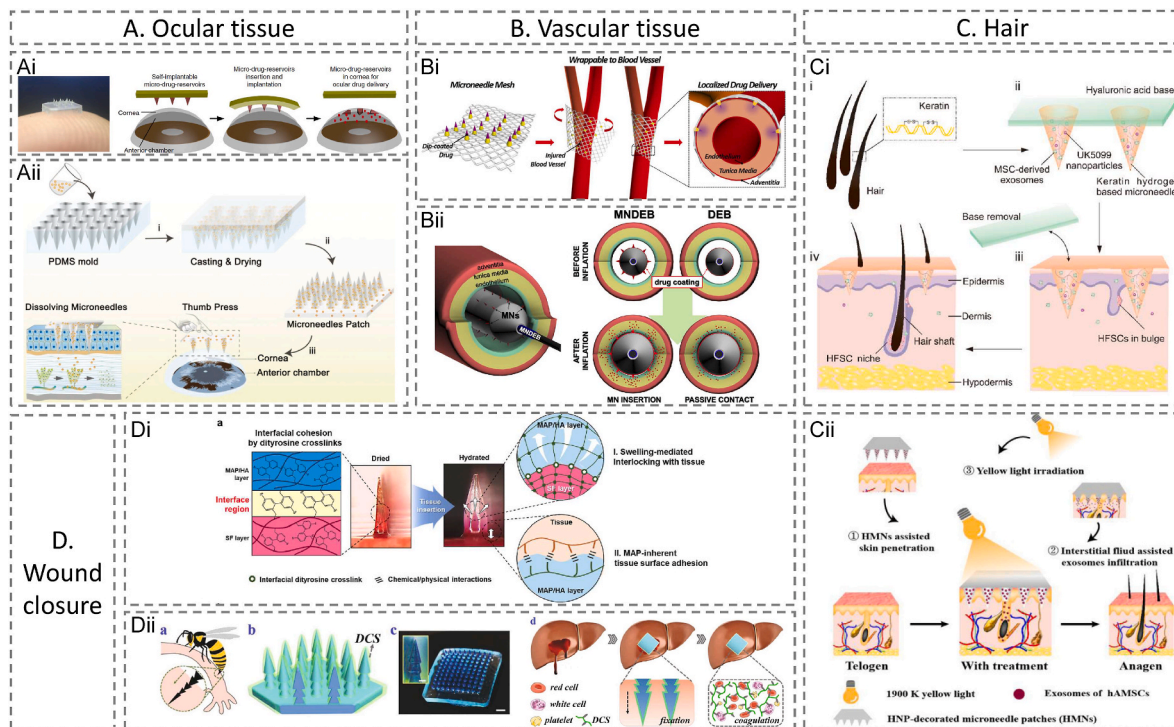 A. Ocular tissue
Ai
Self-Implantable
micro-drug-reservoirs
Micro-drug-reservoirs
insertion and
implantation
Micro-drug-reservoirs
in cornea for
ocular drug delivery
Cornea
Anterior chamber
Aii
PDMS mold
i
Casting & Drying
ii
Microneedles Patch
iii
Dissolving Microneedles
Thumb Press
Cornea
Anterior chamber
B. Vascular tissue
Bi
Microneedle Mesh
Wrappable to Blood Vessel
Localized Drug Delivery
Dip-coated
Drug
Injured
Blood Vessel
Endothelium
Tunica Media
Adventitia
Bii
adventitia
tunica media
endothelium
MNs
MNDEB
MNDEB
DEB
BEFORE
INFLATION
drug coating
AFTER
INFLATION
MN INSERTION
PASSIVE CONTACT
C. Hair
Ci
i
Keratin
Hair
ii
Hyaluronic acid base
UK5099
nanoparticles
MSC-derived
exosomes
Keratin hydrogel
based microneedle
Base removal
iv
iii
Epidermis
Dermis
Hair shaft
HFSC niche
HFSCs in bulge
Hypodermis
Cii
③ Yellow light irradiation
① HMNs assisted
skin penetration
② Interstitial fliud assisted
exosomes infiltration
Telogen
With treatment
Anagen
1900 K yellow light
Exosomes of hAMSCs
HNP-decorated microneedle patches (HMNs)
D.
Wound
closure
Di
a
Interfacial cohesion
by dityrosine crosslinks
MAP/HA
layer
Interface
region
SF layer
Dried
Tissue
insertion
Hydrated
MAP/HA layer
SF layer
I. Swelling-mediated
Interlocking with tissue
Tissue
MAP/HA layer
II. MAP-inherent
tissue surface adhesion
Interfacial dityrosine crosslink
Chemical/physical interactions
Dii
a
b
DCS
c
d
red cell
white cell
platelet
DCS
fixation
coagulation